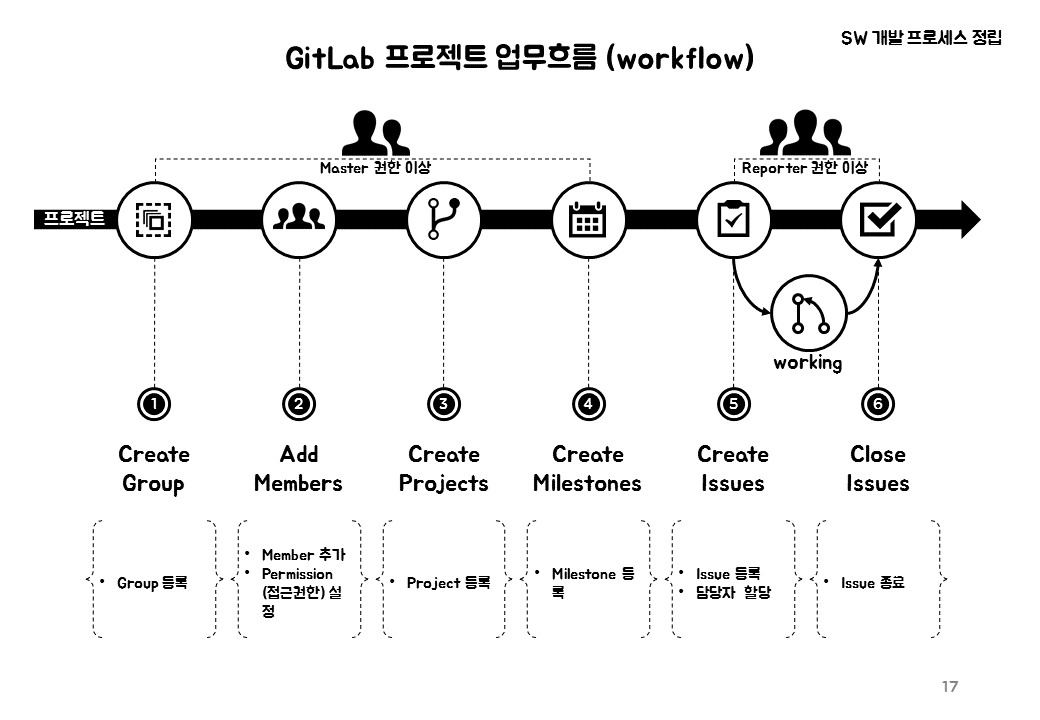 SW 개발 프로세스 정립
GitLab 프로젝트 업무흐름 (workflow)
Master 권한 이상
Reporter 권한 이상
프로젝트
working
1
2
3
4
5
6
Create
Group
Add
Members
Create
Projects
Create
Milestones
Create
Issues
Close
Issues
• Group 등록
• Member 추가
• Permission
(접근권한) 설
정
• Project 등록
• Milestone 등
록
• Issue 등록
• 담당자 할당
• Issue 종료
17